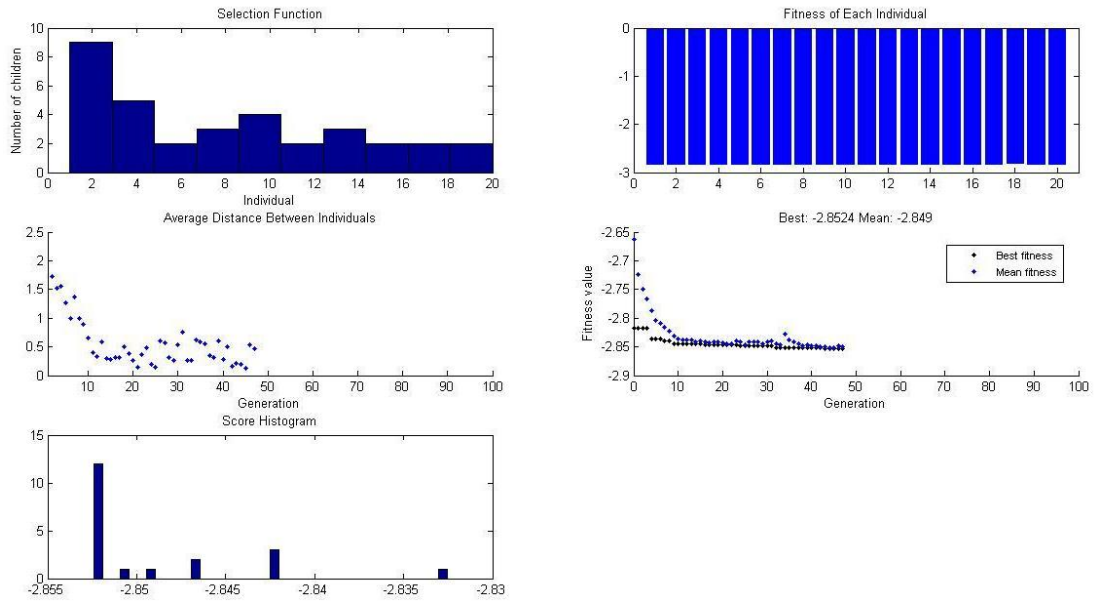 Selection Function
Number of children
10
8
6
4
2
0
0 2 4 6 8 10 12 14 16 18 20
Individual
Fitness of Each Individual
0
-1
-2
-3
0 2 4 6 8 10 12 14 16 18 20
Average Distance Between Individuals
2.5
2
1.5
1
0.5
0
0 10 20 30 40 50 60 70 80 90 100
Generation
Best: -2.8524 Mean: -2.849
Fitness value
-2.65
-2.7
-2.75
-2.8
-2.85
-2.9
Best fitness
Mean fitness
0 10 20 30 40 50 60 70 80 90 100
Generation
Score Histogram
15
10
5
0
-2.855 -2.85 -2.845 -2.84 -2.835 -2.83